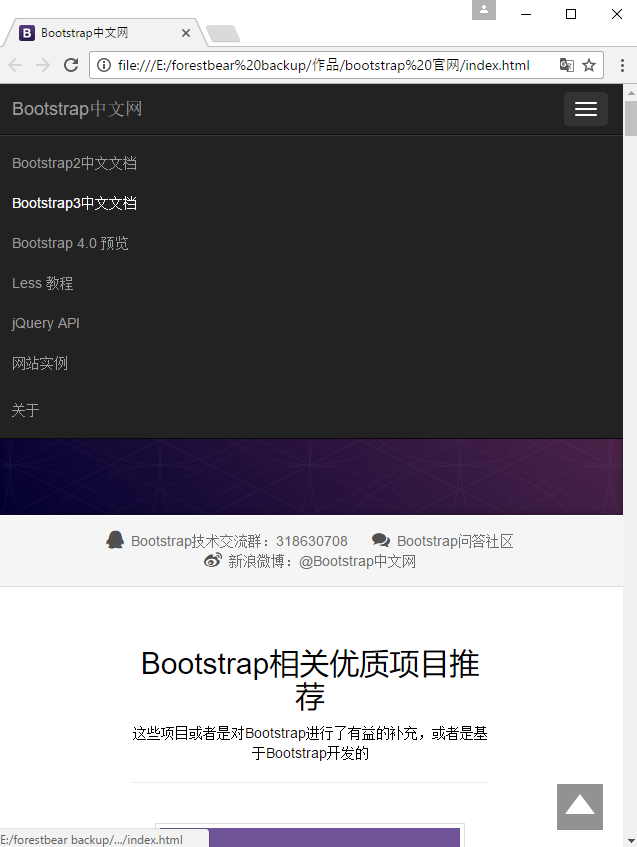 Bootstrap中文网
file:///E:/forestbear%20backup/作品/bootstrap%20官网/index.html
Bootstrap中文网
Bootstrap2中文文档
Bootstrap3中文文档
Bootstrap 4.0 预览
Less 教程
jQuery API
网站实例
关于
Bootstrap技术交流群：318630708 Bootstrap问答社区
新浪微博：@Bootstrap中文网
Bootstrap相关优质项目推
荐
这些项目或者是对Bootstrap进行了有益的补充，或者是基
于Bootstrap开发的
E:/forestbear backup/.../index.html